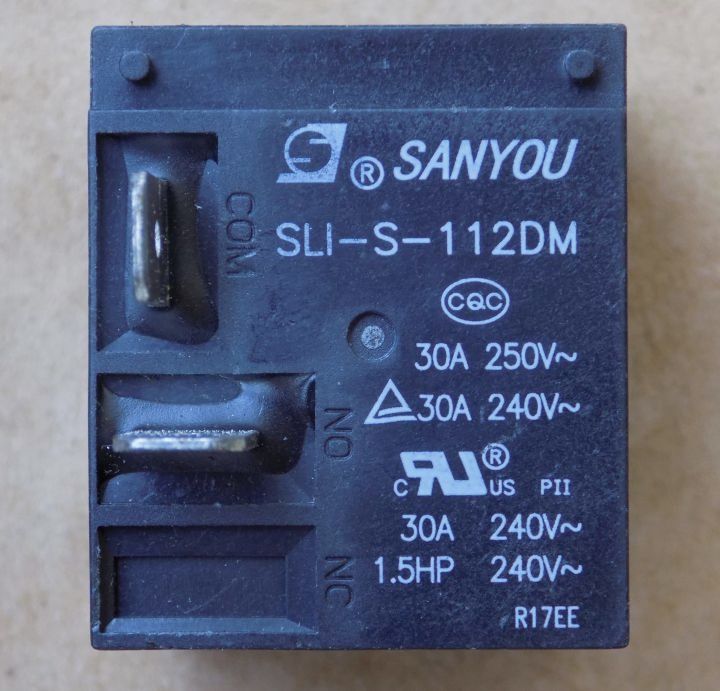 S ® SANYOU
SLI-S-112DM
CQC
30A 250V~
30A 240V~
c RU ® US PII
30A 240V~
1.5HP 240V~
R17EE
COM
NO
NC